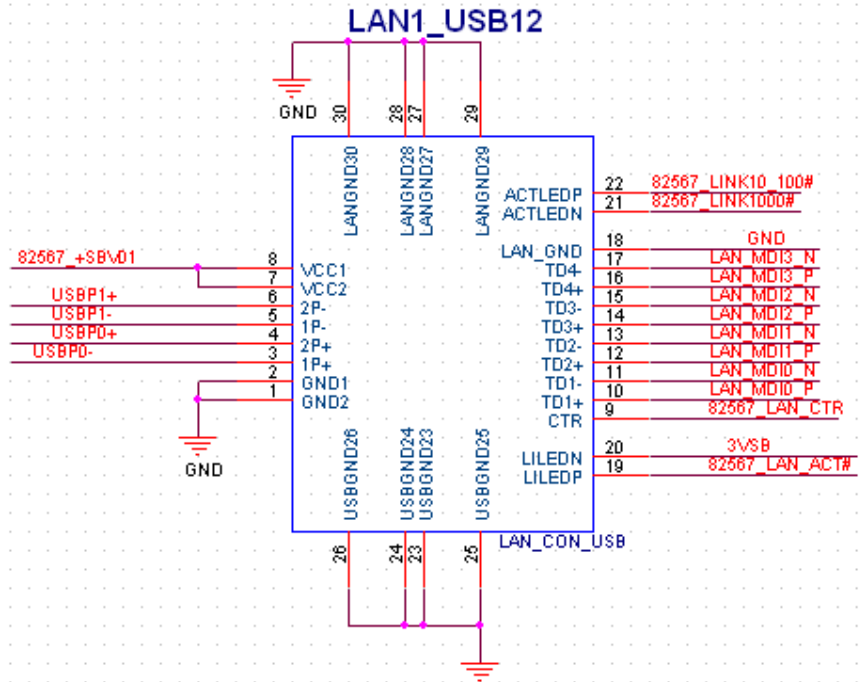 LAN1_USB12
GND
30
28
27
29
LANGND30
LANGND28
LANGND27
LANGND29
ACTLEDP 22 82567_LINK10_100#
ACTLEDN 21 82567_LINK1000#
LAN_GND 18 GND
TD4- 17 LAN_MDI3_N
TD4+ 16 LAN_MDI3_P
TD3- 15 LAN_MDI2_N
TD3+ 14 LAN_MDI2_P
TD2- 13 LAN_MDI1_N
TD2+ 12 LAN_MDI1_P
TD1- 11 LAN_MDI0_N
TD1+ 10 LAN_MDI0_P
CTR 9 82567_LAN_CTR
LILEDN 20 3VSB
LILEDP 19 82567_LAN_ACT#
82567_+SBV01 8 VCC1
7 VCC2
USBP1+ 6 2P-
USBP1- 5 1P-
USBP0+ 4 2P+
USBP0- 3 1P+
2 GND1
1 GND2
GND
USBGND26
USBGND24
USBGND23
USBGND25
26
24
23
25
LAN_CON_USB